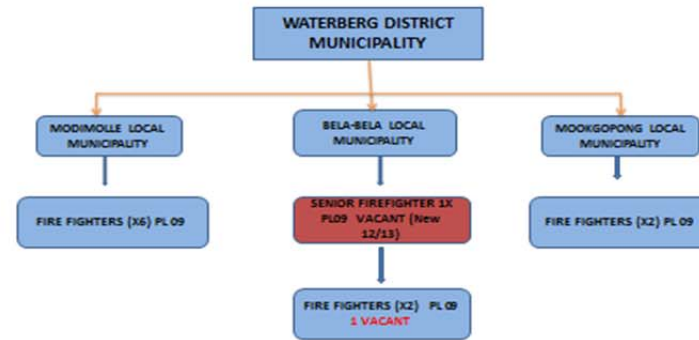 WATERBERG DISTRICT
MUNICIPALITY
MODIMOLLE LOCAL
MUNICIPALITY
BELA-BELA LOCAL
MUNICIPALITY
MOOKGOPONG LOCAL
MUNICIPALITY
FIRE FIGHTERS (X6) PL 09
SENIOR FIREFIGHTER 1X
PL09 VACANT (New
12/13)
FIRE FIGHTERS (X2) PL 09
FIRE FIGHTERS (X2) PL 09
1 VACANT